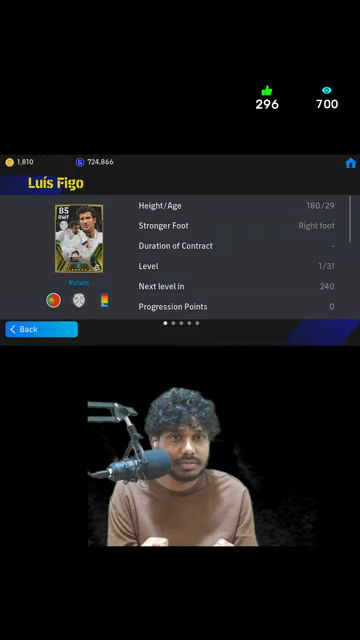 296
700
1,810
724,866
Luís Figo
85
RWF
Rotate
Height/Age
180/29
Stronger Foot
Right foot
Duration of Contract
-
Level
1/31
Next level in
240
Progression Points
0
Back